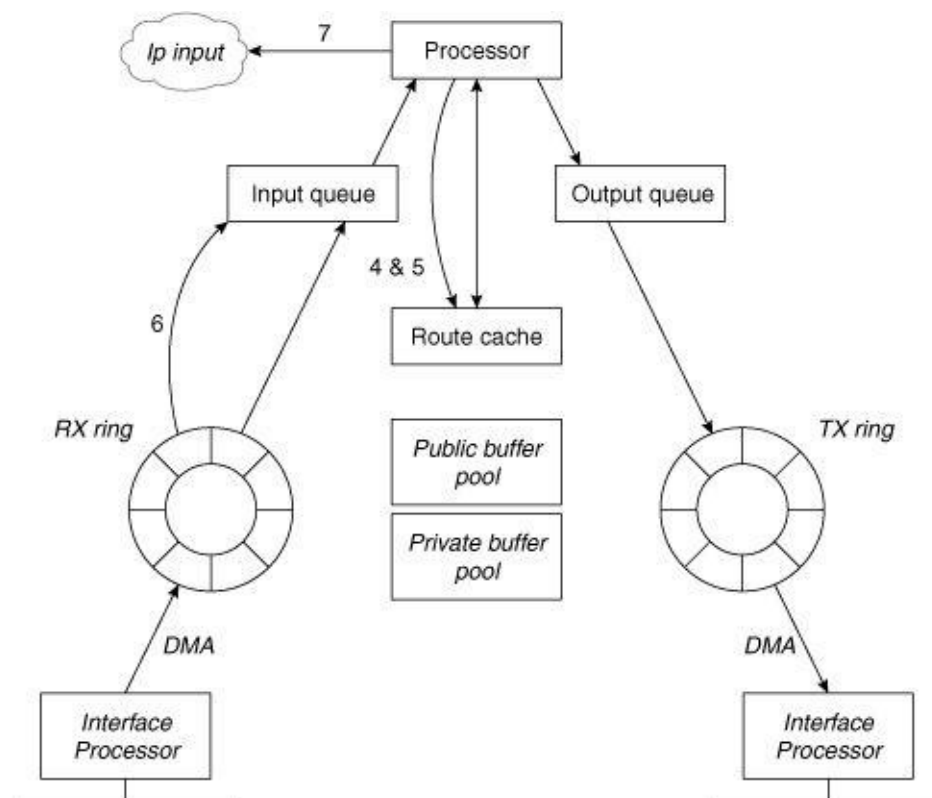 7
Ip input
Processor
Input queue
Output queue
4 & 5
Route cache
6
RX ring
TX ring
Public buffer
pool
Private buffer
pool
DMA
DMA
Interface
Processor
Interface
Processor